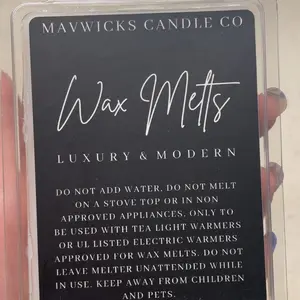 MAVWICKS CANDLE CO
Wax Melts
LUXURY & MODERN
DO NOT ADD WATER, DO NOT MELT
ON A STOVE TOP OR IN NON
APPROVED APPLIANCES, ONLY TO
BE USED WITH TEA LIGHT WARMERS
OR UL LISTED ELECTRIC WARMERS
APPROVED FOR WAX MELTS. DO NOT
LEAVE MELTER UNATTENDED WHILE
IN USE. KEEP AWAY FROM CHILDREN
AND PETS.